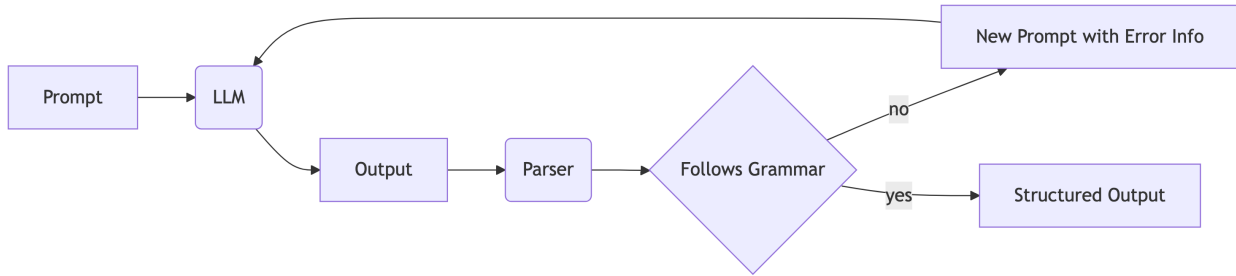 Prompt
LLM
Output
Parser
Follows Grammar
no
New Prompt with Error Info
yes
Structured Output